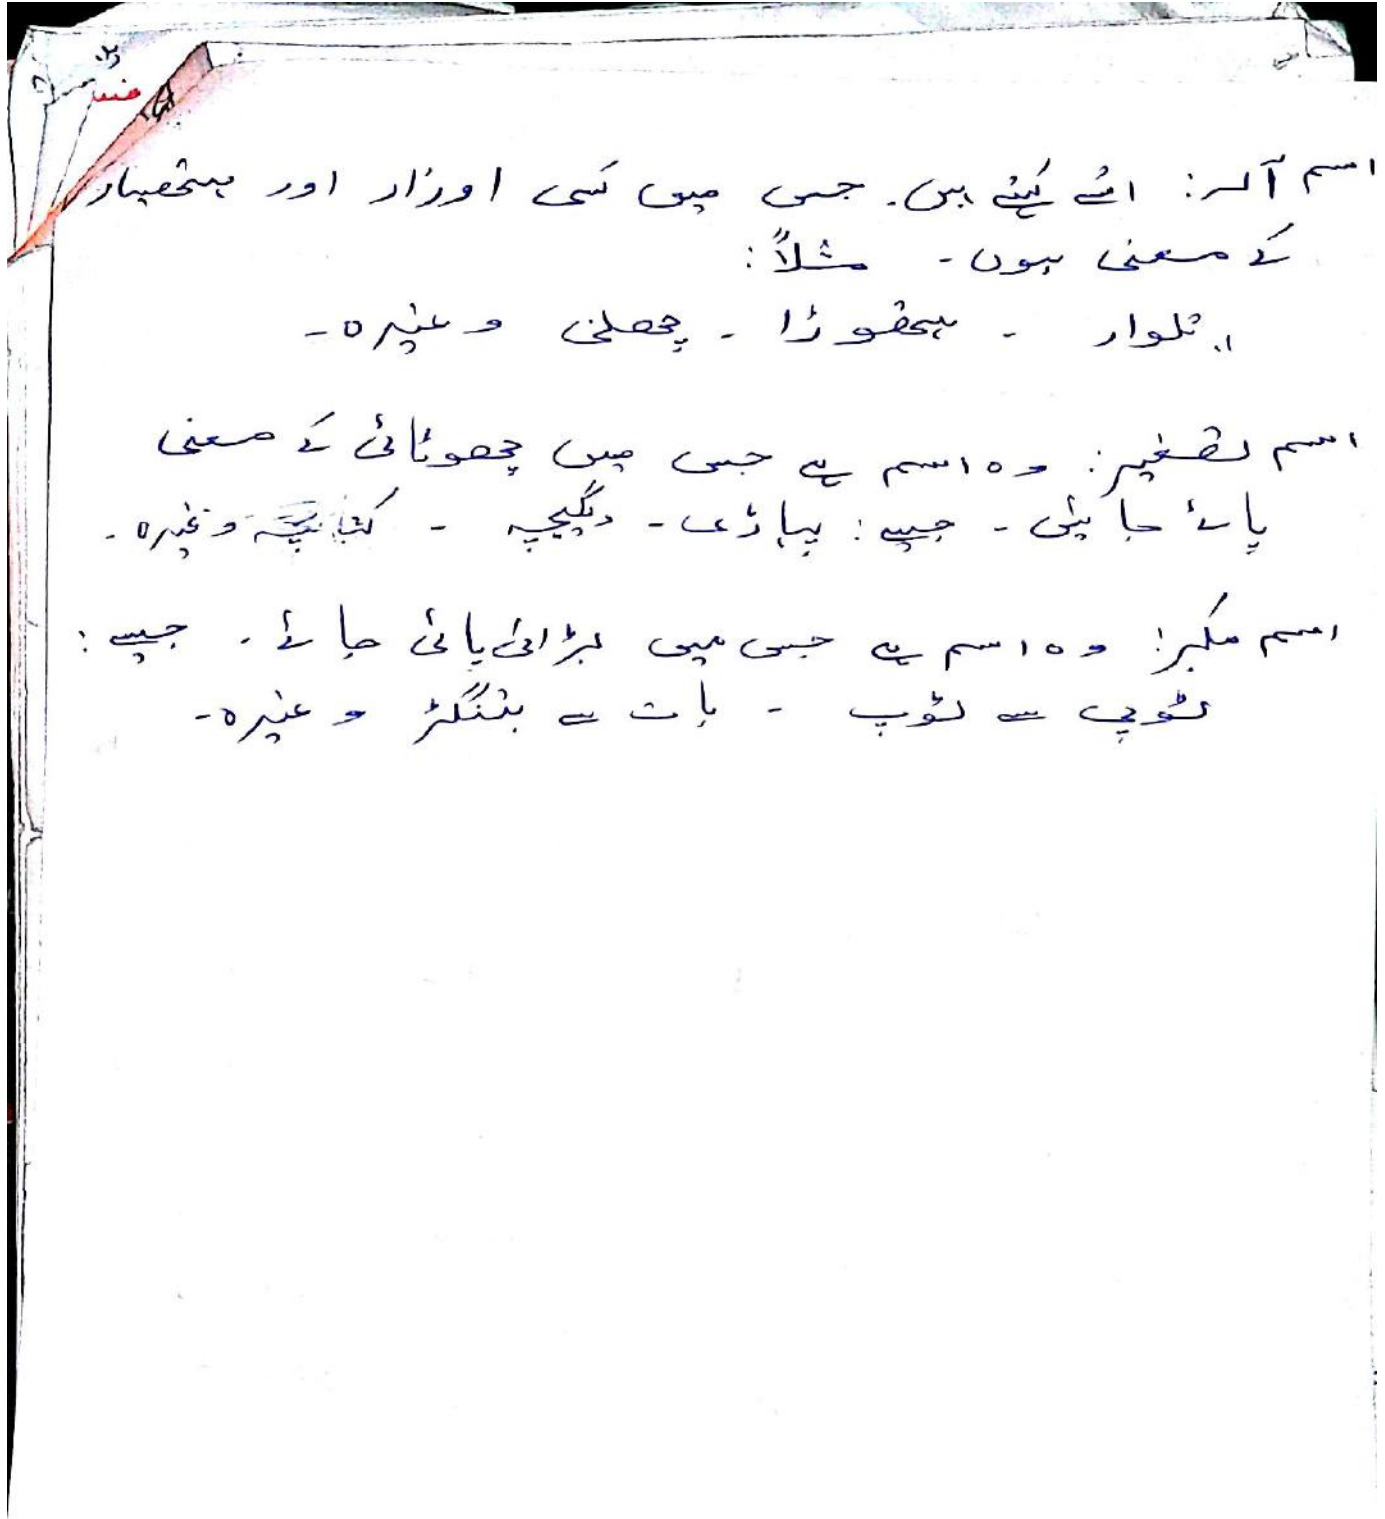 اسم آلہ: اسے کہتے ہیں۔ جس میں کسی اوزار اور ہتھیار
کے معنی ہوں۔ مثلاً:
تلوار ۔ ہتھوڑا ۔ چھلنی وغیرہ۔
اسم تصغیر: وہ اسم ہے جس میں چھوٹائی کے معنی
پائے جائیں۔ جیسے: پہاڑی۔ دیگچہ ۔ کتابچہ وغیرہ۔
اسم مکبر: وہ اسم ہے جس میں بڑائی پائی جائے۔ جیسے:
ٹوپی سے ٹوپ ۔ بات سے بتنگڑ وغیرہ۔